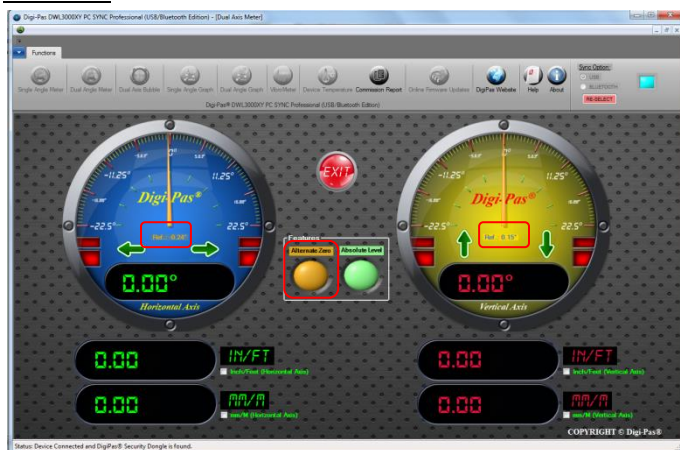 Digi-Pas DWL3000XY PC SYNC Professional (USB/Bluetooth Edition) - [Dual Axis Meter]
Functions
Single Angle Meter Dual Angle Meter Dual Axis Bubble Single Angle Graph Dual Angle Graph VibroMeter Device Temperature Commission Report Online Firmware Updates DigiPas Website Help About
Sync Option:
USB
BLUETOOTH
RE-SELECT
Digi-Pas® DWL3000XY PC SYNC Professional (USB/Bluetooth Edition)
EXIT
-11.25° 11.25°
-22.5° 22.5°
Digi-Pas®
Ref.: -0.24°
0.00°
Horizontal Axis
Features
Alternate Zero Absolute Level
-11.25° 11.25°
-22.5° 22.5°
Digi-Pas®
Ref.: 0.15°
0.00°
Vertical Axis
0.00 IN/FT
Inch/Feet (Horizontal Axis)
0.00 MM/M
mm/M (Horizontal Axis)
0.00 IN/FT
Inch/Feet (Vertical Axis)
0.00 MM/M
mm/M (Vertical Axis)
COPYRIGHT © Digi-Pas®
Status: Device Connected and DigiPas® Security Dongle is found.